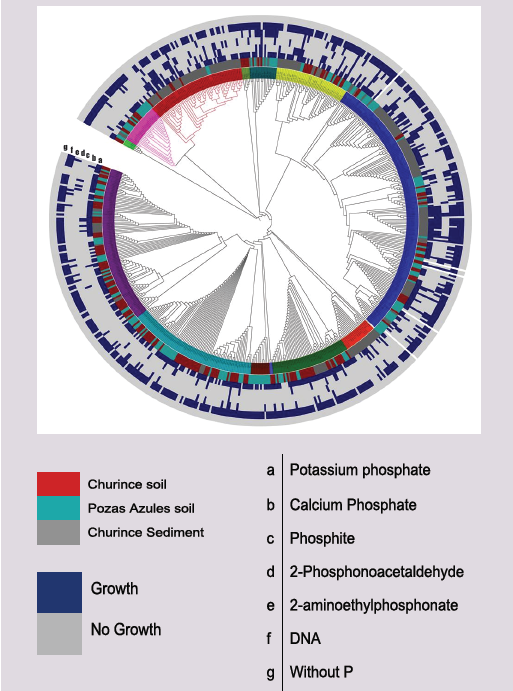 g f e d c b a
Churince soil
Pozas Azules soil
Churince Sediment
Growth
No Growth
a Potassium phosphate
b Calcium Phosphate
c Phosphite
d 2-Phosphonoacetaldehyde
e 2-aminoethylphosphonate
f DNA
g Without P